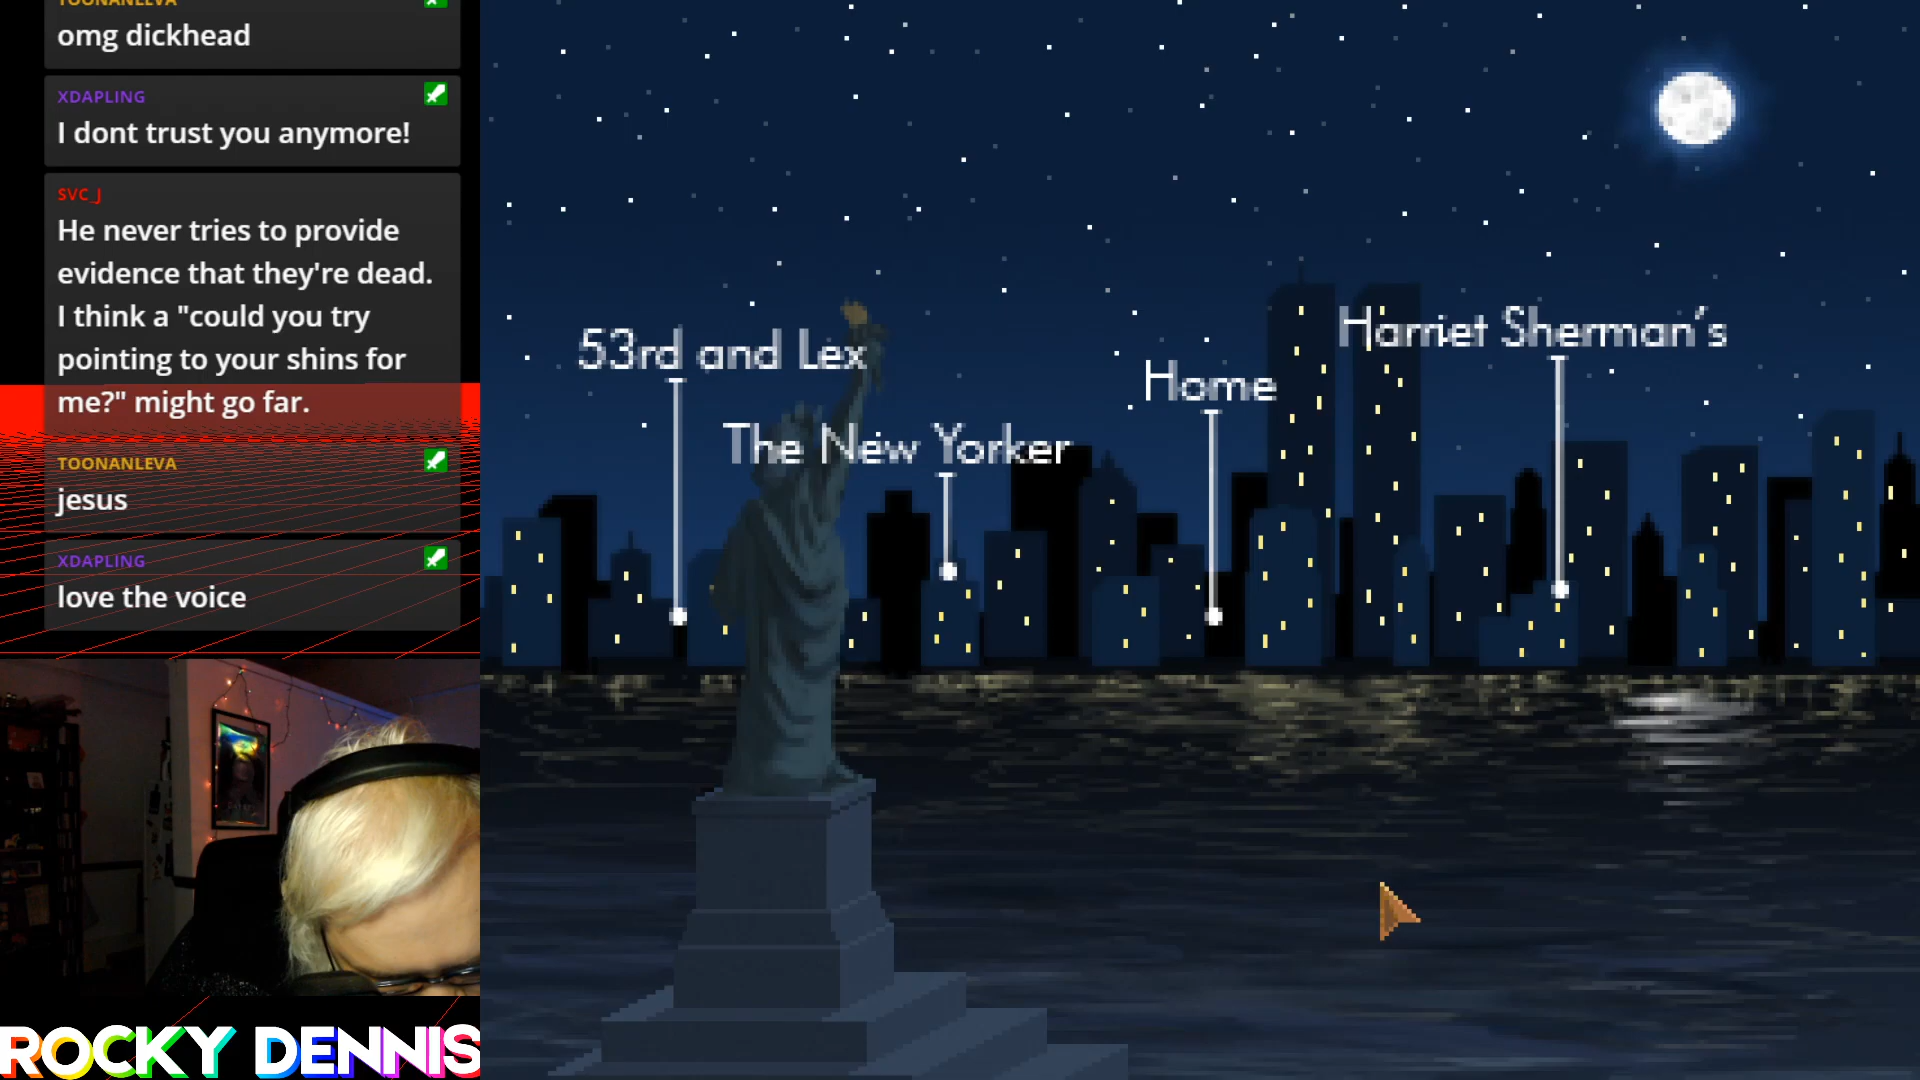 TOONANLEVA
omg dickhead
XDAPLING
I dont trust you anymore!
SVC_J
He never tries to provide
evidence that they're dead.
I think a "could you try
pointing to your shins for
me?" might go far.
TOONANLEVA
jesus
XDAPLING
love the voice
ROCKY DENNIS
53rd and Lex
The New Yorker
Home
Harriet Sherman's